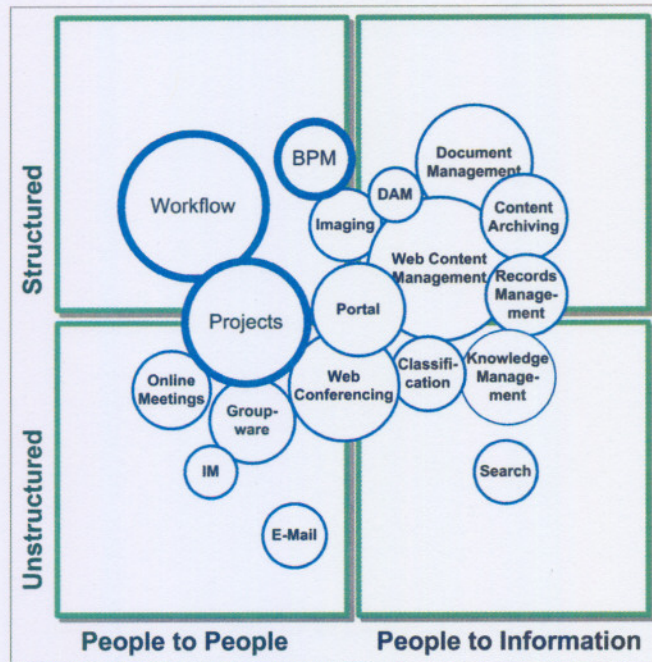 Structured
Unstructured
BPM
Workflow
Document
Management
DAM
Imaging
Content
Archiving
Web Content
Management
Records
Manage-
ment
Portal
Projects
Online
Meetings
Group-
ware
Web
Conferencing
Classifi-
cation
Knowledge
Manage-
ment
IM
Search
E-Mail
People to People
People to Information